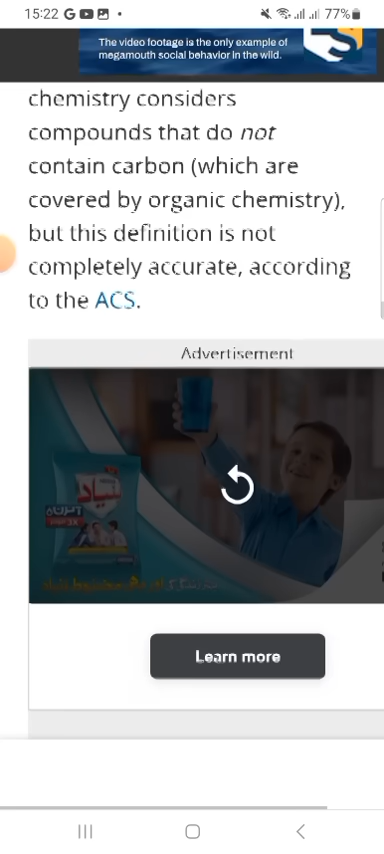 15:22
77%
The video footage is the only example of
megamouth social behavior in the wild.
chemistry considers
compounds that do not
contain carbon (which are
covered by organic chemistry),
but this definition is not
completely accurate, according
to the ACS.
Advertisement
بنیاد
Learn more